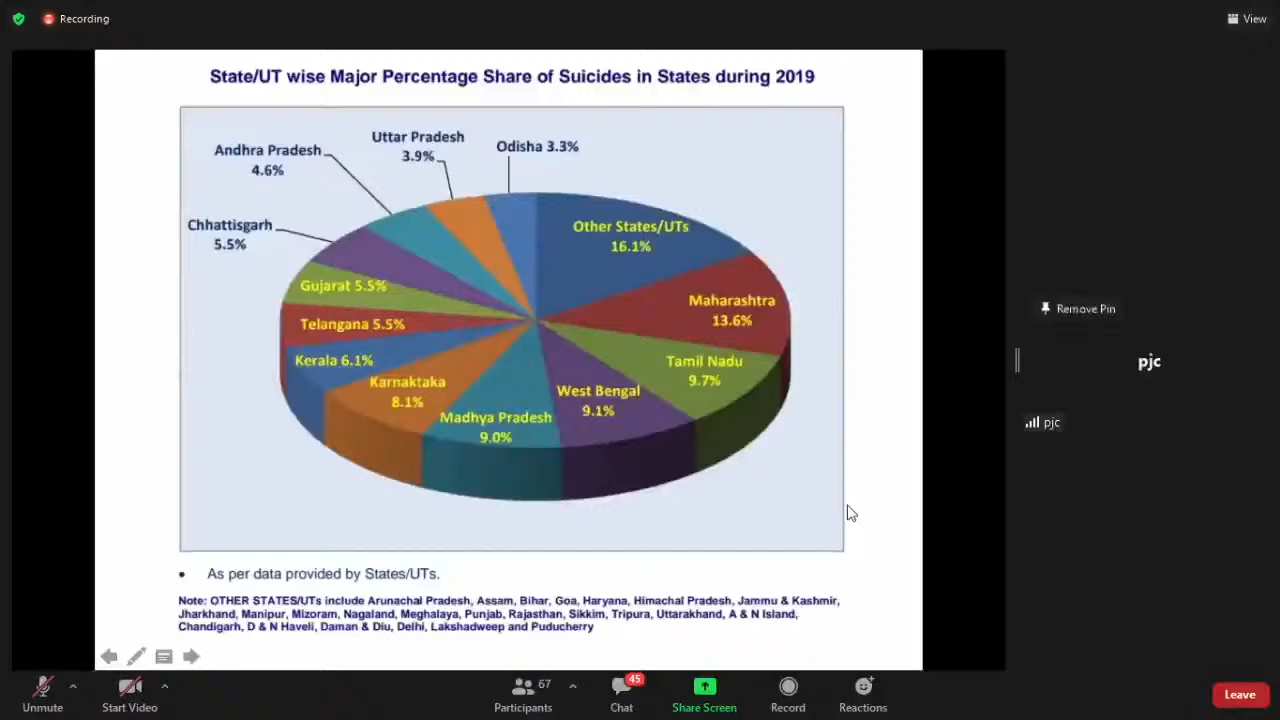 Recording
View
State/UT wise Major Percentage Share of Suicides in States during 2019
Uttar Pradesh
3.9%
Odisha 3.3%
Andhra Pradesh
4.6%
Chhattisgarh
5.5%
Other States/UTs
16.1%
Gujarat 5.5%
Maharashtra
13.6%
Telangana 5.5%
Kerala 6.1%
Tamil Nadu
9.7%
Karnaktaka
8.1%
West Bengal
9.1%
Madhya Pradesh
9.0%
• As per data provided by States/UTs.
Note: OTHER STATES/UTs include Arunachal Pradesh, Assam, Bihar, Goa, Haryana, Himachal Pradesh, Jammu & Kashmir,
Jharkhand, Manipur, Mizoram, Nagaland, Meghalaya, Punjab, Rajasthan, Sikkim, Tripura, Uttarakhand, A & N Island,
Chandigarh, D & N Haveli, Daman & Diu, Delhi, Lakshadweep and Puducherry
Remove Pin
pjc
pjc
Unmute
Start Video
67
Participants
45
Chat
Share Screen
Record
Reactions
Leave